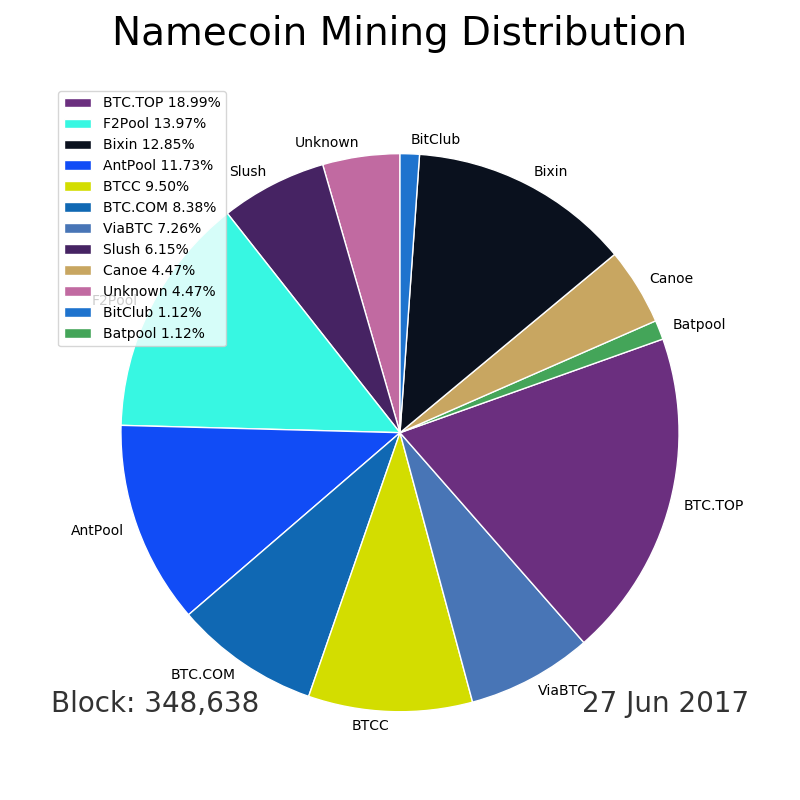 Namecoin Mining Distribution
BTC.TOP 18.99%
F2Pool 13.97%
Bixin 12.85%
AntPool 11.73%
BTCC 9.50%
BTC.COM 8.38%
ViaBTC 7.26%
Slush 6.15%
Canoe 4.47%
Unknown 4.47%
BitClub 1.12%
Batpool 1.12%
BitClub
Unknown
Slush
Bixin
Canoe
F2Pool
Batpool
BTC.TOP
AntPool
BTC.COM
ViaBTC
BTCC
Block: 348,638
27 Jun 2017